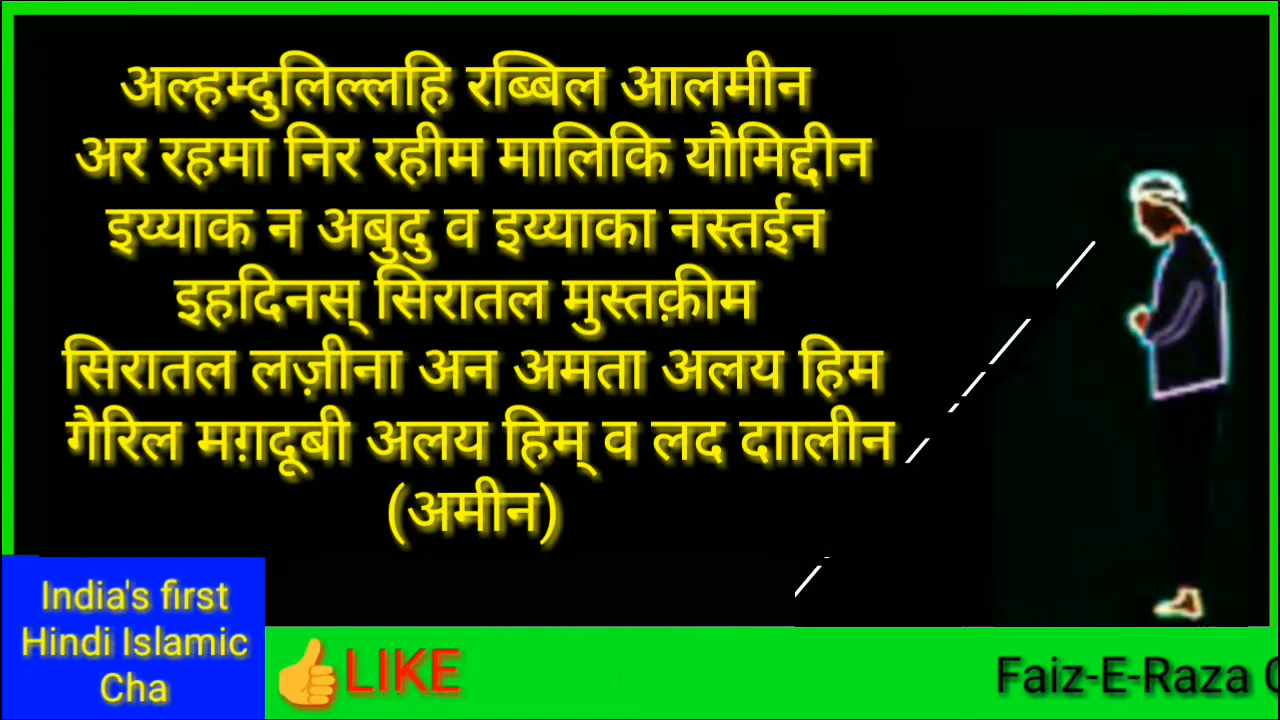 अल्हम्दुलिल्लहि रब्बिल आलमीन
अर रहमा निर रहीम मालिकि यौमिद्दीन
इय्याक न अबुदु व इय्याका नस्तईन
इहदिनस् सिरातल मुस्तक़ीम
सिरातल लज़ीना अन अमता अलय हिम
गैरिल मग़दूबी अलय हिम् व लद दाालीन
(अमीन)
India's first
Hindi Islamic
Cha
LIKE
Faiz-E-Raza